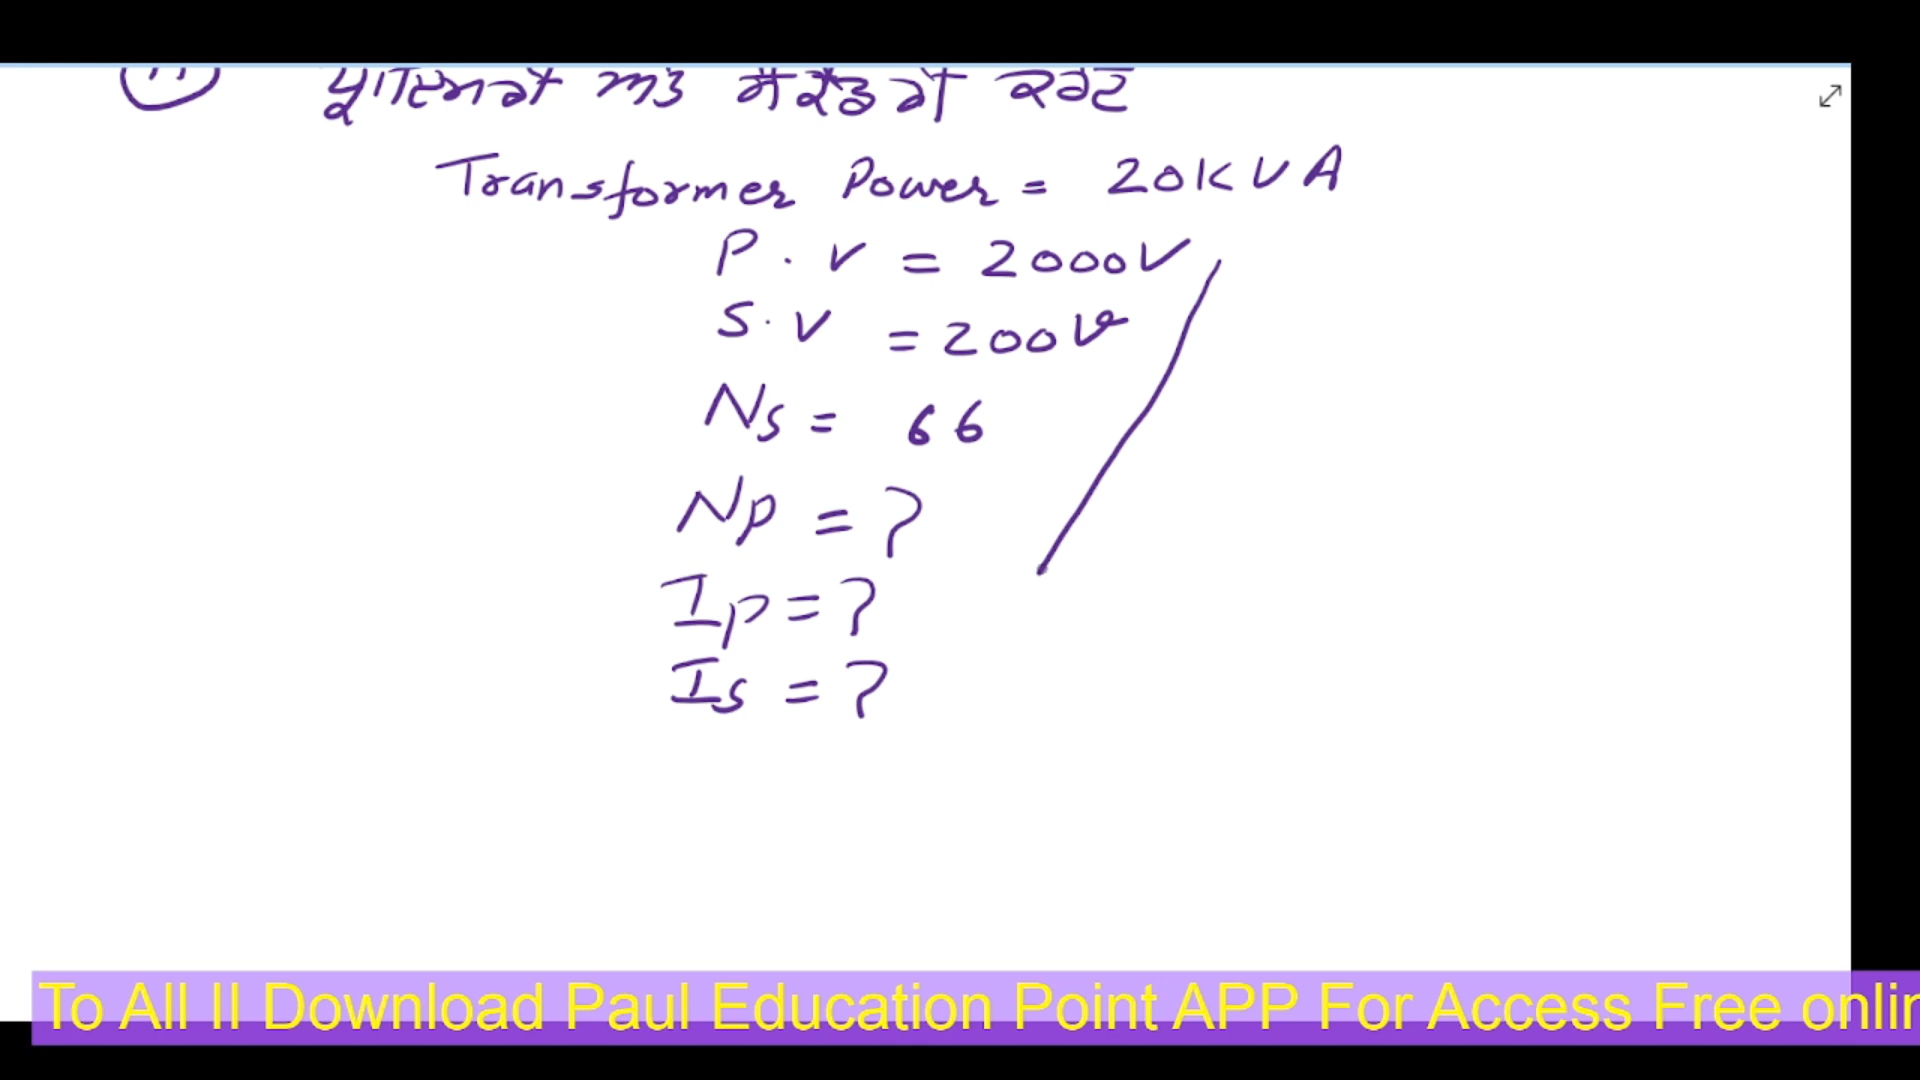 ਪ੍ਰਾਇਮਰੀ ਅਤੇ ਸੈਕੰਡਰੀ ਕਰੰਟ
Transformer Power = 20KVA
P.V = 2000V
S.V = 200V
Ns = 66
Np = ?
Ip = ?
Is = ?
To All II Download Paul Education Point APP For Access Free onlin